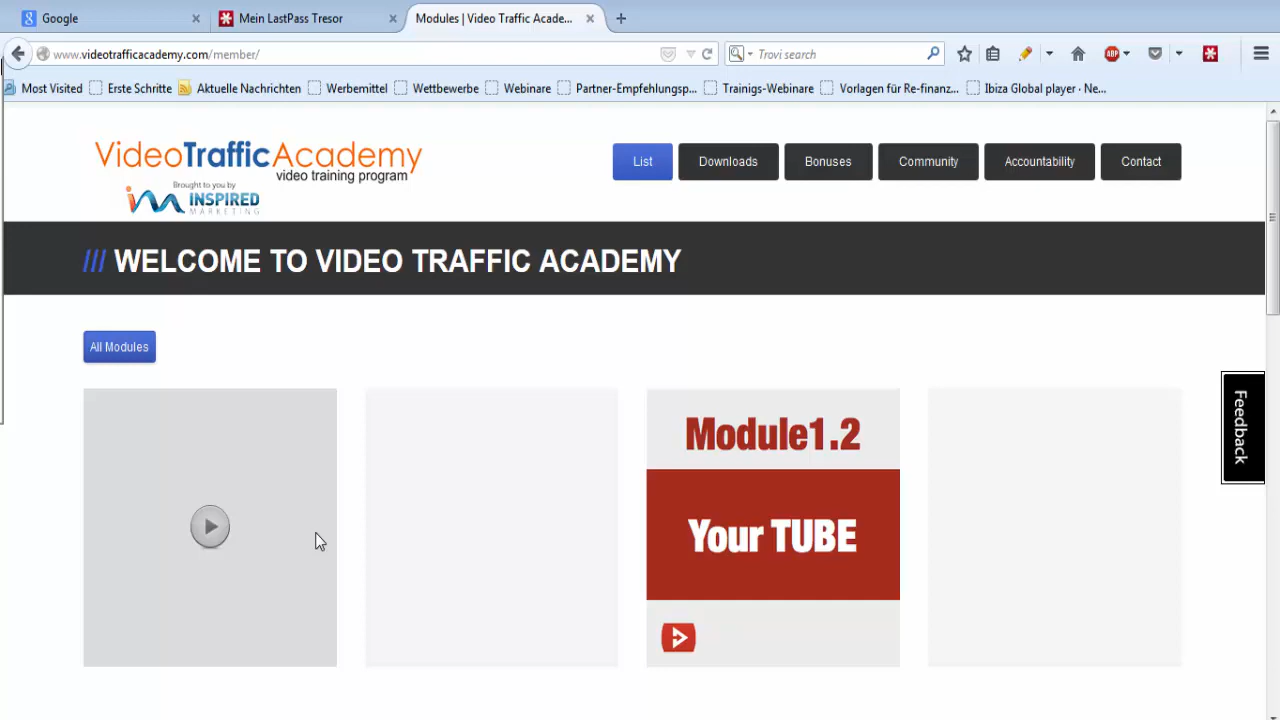 Google
Mein LastPass Tresor
Modules | Video Traffic Acade...
www.videotrafficacademy.com/member/
Trovi search
ABP
Most Visited
Erste Schritte
Aktuelle Nachrichten
Werbemittel
Wettbewerbe
Webinare
Partner-Empfehlungsp...
Trainigs-Webinare
Vorlagen für Re-finanz...
Ibiza Global player · Ne...
VideoTrafficAcademy
video training program
Brought to you by
im INSPIRED
MARKETING
List
Downloads
Bonuses
Community
Accountability
Contact
/// WELCOME TO VIDEO TRAFFIC ACADEMY
All Modules
Module1.2
Your TUBE
Feedback